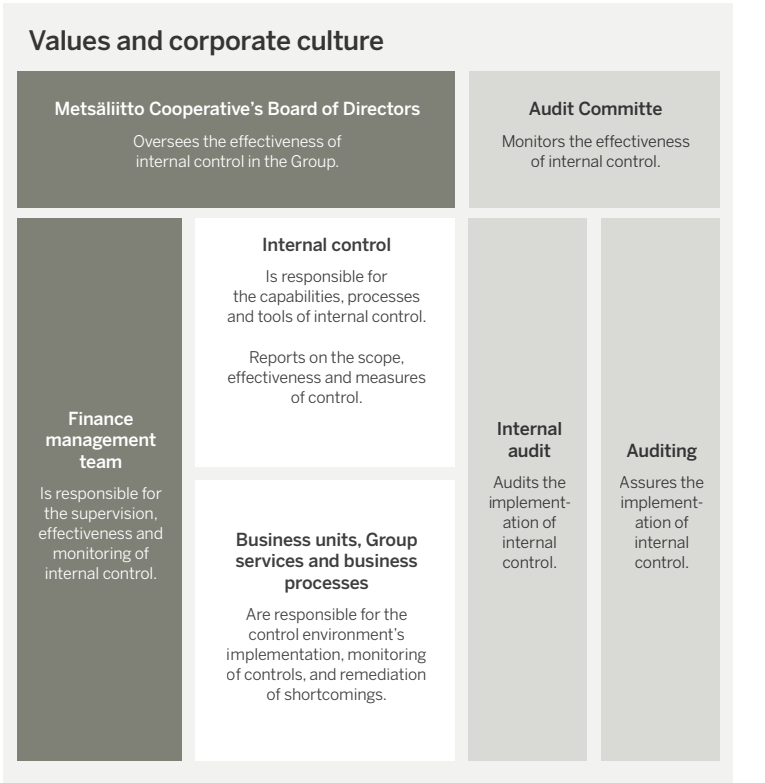 Values and corporate culture
Metsäliitto Cooperative's Board of Directors
Oversees the effectiveness of
internal control in the Group.
Audit Committe
Monitors the effectiveness
of internal control.
Finance
management
team
Is responsible for
the supervision,
effectiveness and
monitoring of
internal control.
Internal control
Is responsible for
the capabilities, processes
and tools of internal control.
Reports on the scope,
effectiveness and measures
of control.
Business units, Group
services and business
processes
Are responsible for the
control environment's
implementation, monitoring
of controls, and remediation
of shortcomings.
Internal
audit
Audits the
implement-
ation of
internal
control.
Auditing
Assures the
implement-
ation of
internal
control.